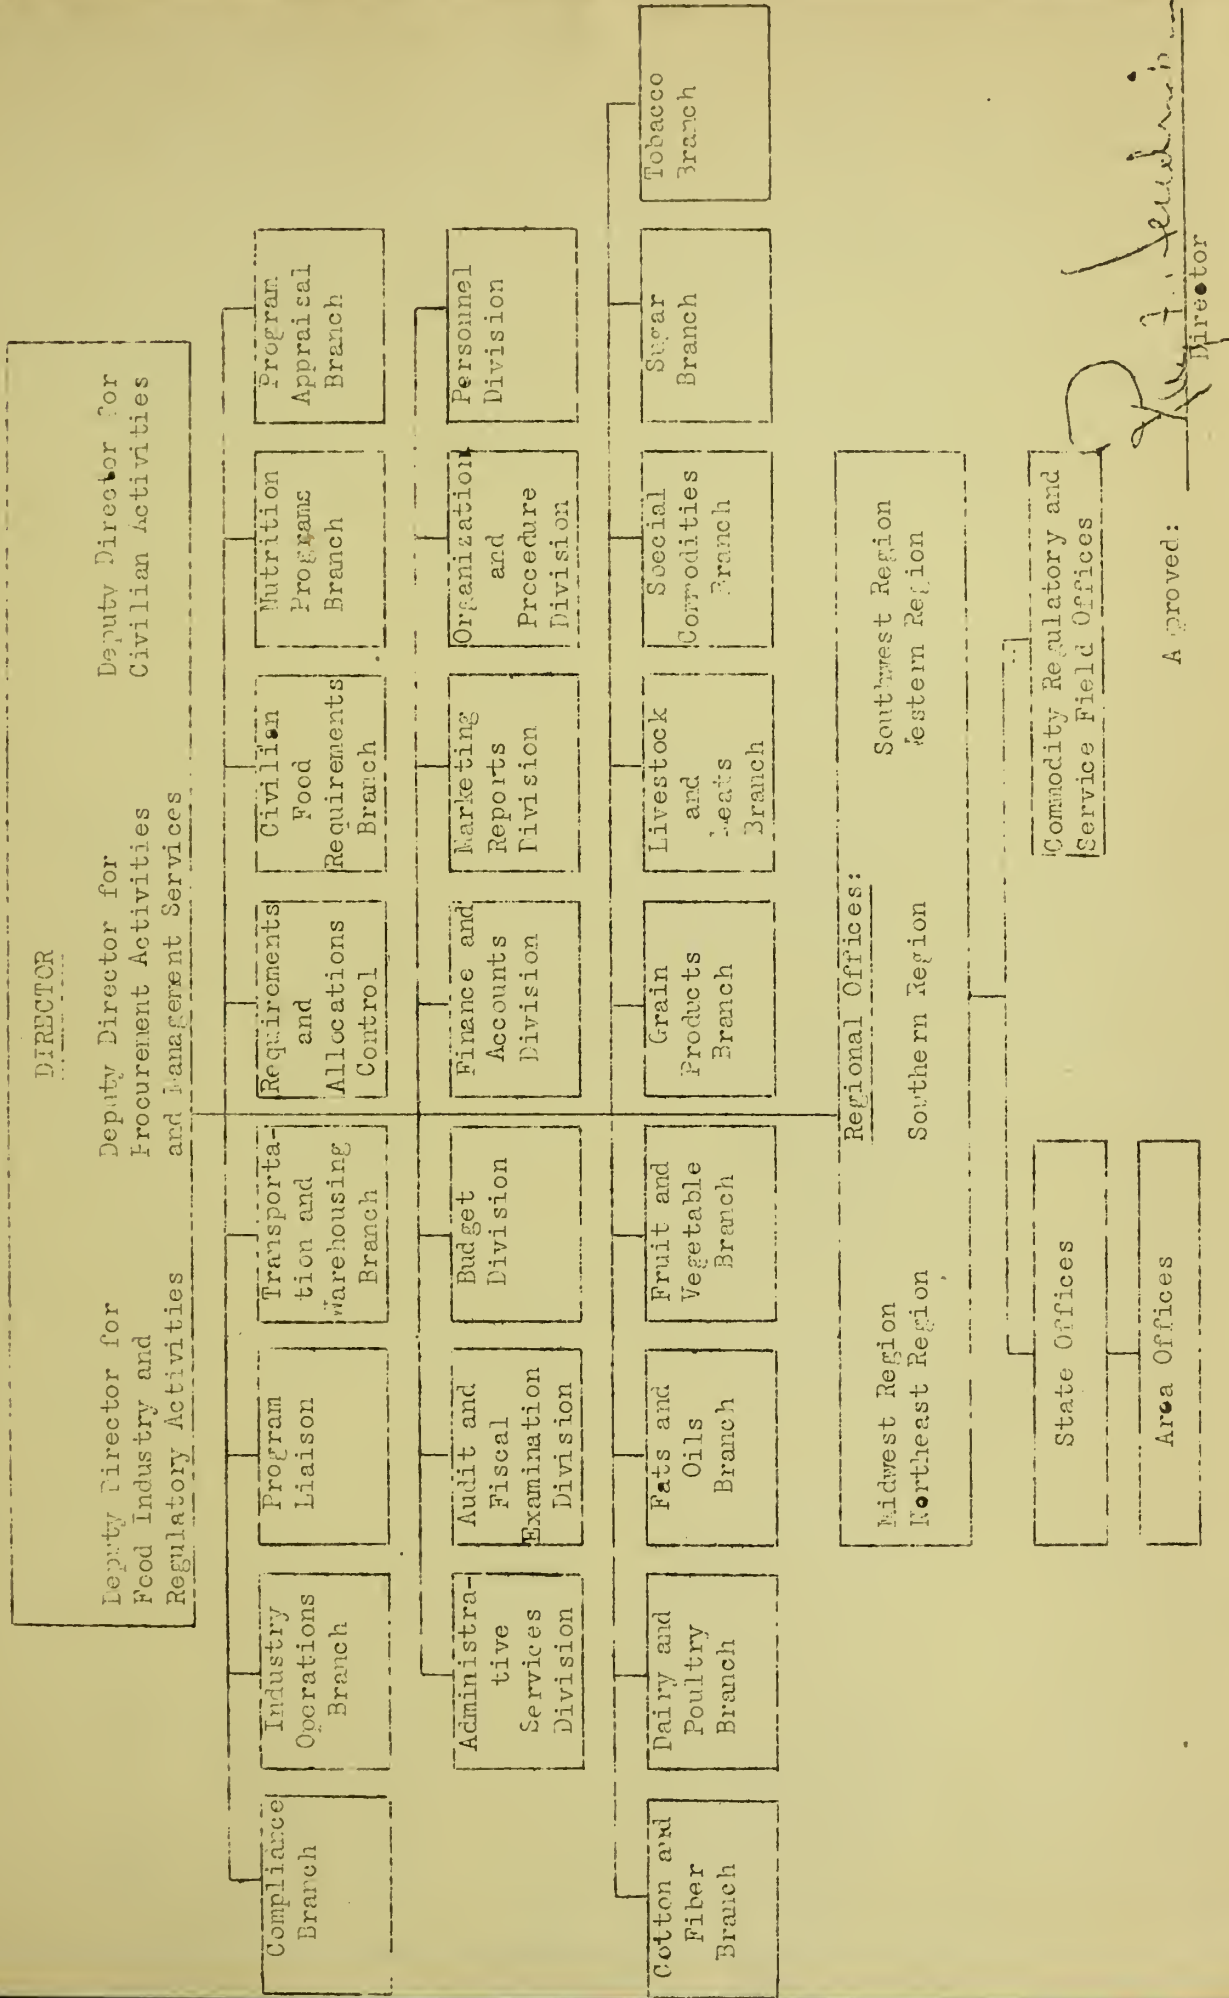 DIRECTOR
Deputy Director for
Food Industry and
Regulatory Activities
Deputy Director for
Procurement Activities
and Management Services
Deputy Director for
Civilian Activities
Compliance
Branch
Industry
Operations
Branch
Program
Liaison
Transporta-
tion and
Warehousing
Branch
Requirements
and
Allocations
Control
Civilian
Food
Requirements
Branch
Nutrition
Programs
Branch
Program
Appraisal
Branch
Administra-
tive
Services
Division
Audit and
Fiscal
Examination
Division
Budget
Division
Finance and
Accounts
Division
Marketing
Reports
Division
Organization
and
Procedure
Division
Personnel
Division
Cotton and
Fiber
Branch
Dairy and
Poultry
Branch
Fats and
Oils
Branch
Fruit and
Vegetable
Branch
Grain
Products
Branch
Livestock
and
Meats
Branch
Special
Commodities
Branch
Sugar
Branch
Tobacco
Branch
Regional Offices:
Midwest Region
Northeast Region
Southern Region
Southwest Region
Western Region
State Offices
Area Offices
Commodity Regulatory and
Service Field Offices
Approved:
Director